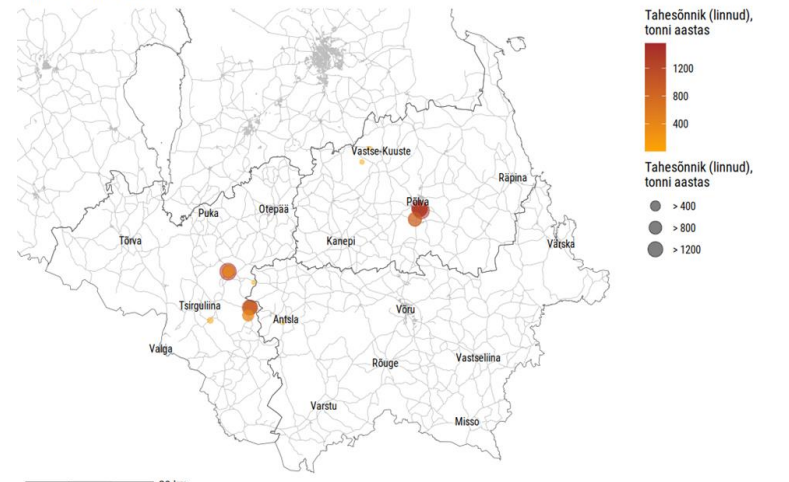 Tahesõnnik (linnud),
tonni aastas
1200
800
400
Tahesõnnik (linnud),
tonni aastas
> 400
> 800
> 1200
Vastse-Kuuste
Räpina
Põlva
Otepää
Puka
Tõrva
Kanepi
Värska
Tsirguliina
Antsla
Võru
Valga
Rõuge
Vastseliina
Varstu
Misso